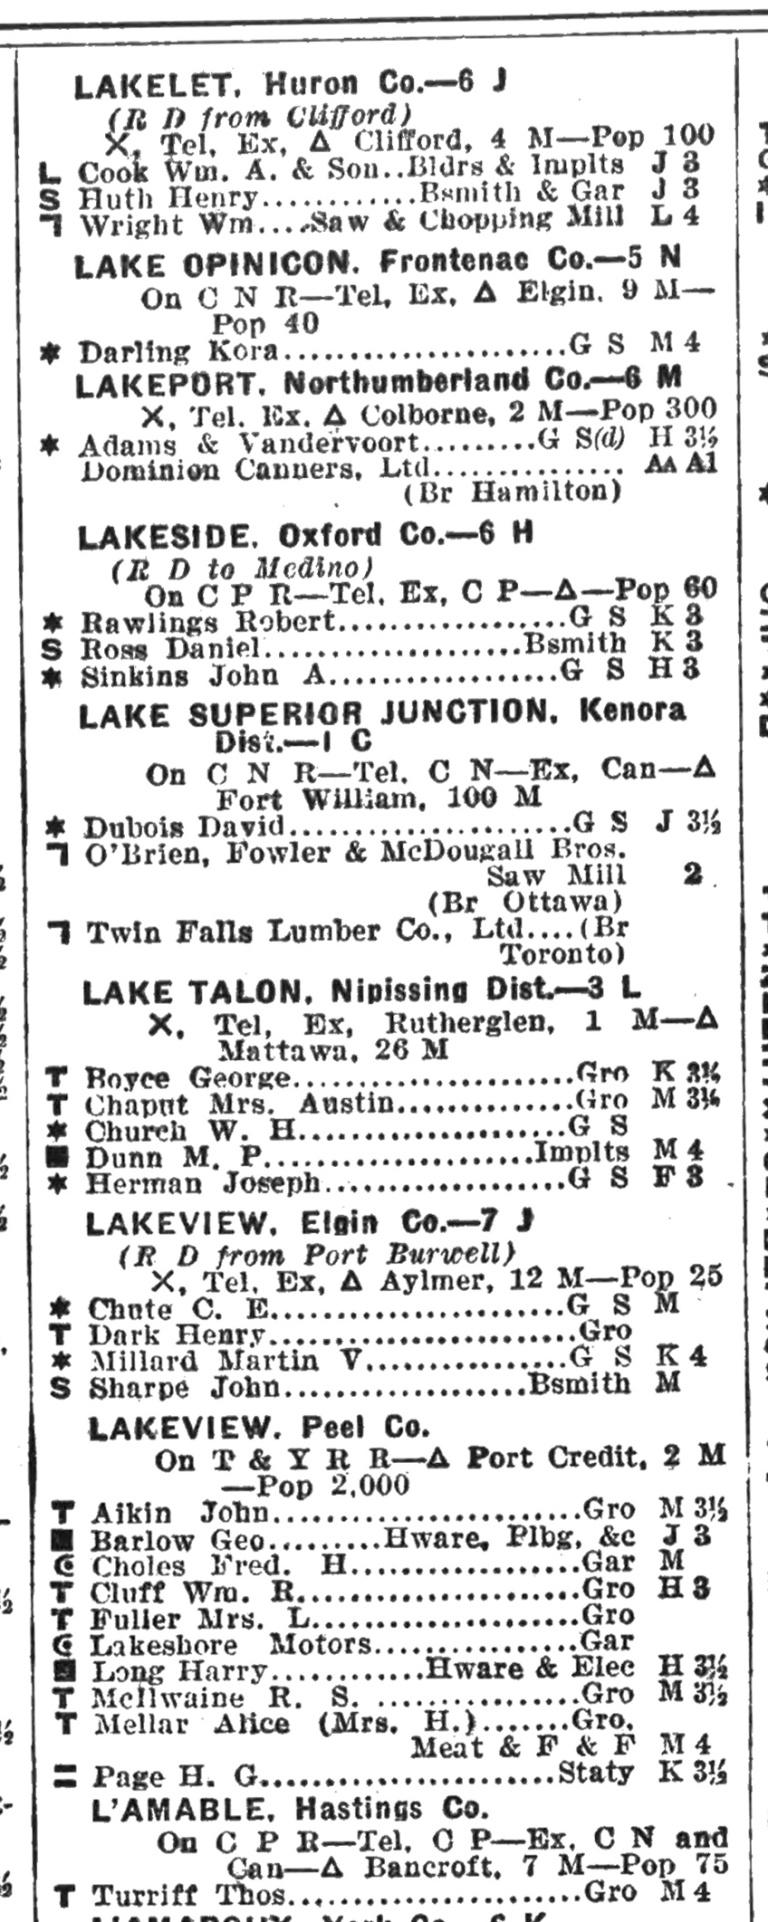 LAKELET, Huron Co.—6 J
(R D from Clifford)
X, Tel, Ex, Δ Clifford, 4 M—Pop 100
L Cook Wm. A. & Son..Bldrs & Implts J 3
S Huth Henry............Bsmith & Gar J 3
ꓶ Wright Wm.....Saw & Chopping Mill L 4
LAKE OPINICON, Frontenac Co.—5 N
On C N R—Tel, Ex, Δ Elgin, 9 M—
Pop 40
* Darling Kora......................G S M 4
LAKEPORT, Northumberland Co.—6 M
X, Tel. Ex. Δ Colborne, 2 M—Pop 300
* Adams & Vandervoort.........G S(d) H 3½
Dominion Canners, Ltd............... AA A1
(Br Hamilton)
LAKESIDE, Oxford Co.—6 H
(R D to Medino)
On C P R—Tel, Ex, C P—Δ—Pop 60
* Rawlings Robert..................G S K 3
S Ross Daniel....................Bsmith K 3
* Sinkins John A..................G S H 3
LAKE SUPERIOR JUNCTION, Kenora
Dist.—1 C
On C N R—Tel, C N—Ex, Can—Δ
Fort William, 100 M
* Dubois David......................G S J 3½
ꓶ O'Brien, Fowler & McDougall Bros.
Saw Mill 2
(Br Ottawa)
ꓶ Twin Falls Lumber Co., Ltd....(Br
Toronto)
LAKE TALON, Nipissing Dist.—3 L
X, Tel, Ex, Rutherglen, 1 M—Δ
Mattawa, 26 M
T Boyce George......................Gro K 3½
T Chaput Mrs. Austin..............Gro M 3½
* Church W. H.....................G S
■ Dunn M. P.....................Implts M 4
* Herman Joseph...................G S F 3
LAKEVIEW, Elgin Co.—7 J
(R D from Port Burwell)
X, Tel, Ex, Δ Aylmer, 12 M—Pop 25
* Chute C. E.......................G S M
T Dark Henry........................Gro
* Millard Martin V................G S K 4
S Sharpe John...................Bsmith M
LAKEVIEW, Peel Co.
On T & Y R R—Δ Port Credit, 2 M
—Pop 2,000
T Aikin John........................Gro M 3½
■ Barlow Geo.........Hware, Plbg, &c J 3
G Choles Fred. H..................Gar M
T Cluff Wm. R......................Gro H 3
T Fuller Mrs. L.....................Gro
G Lakeshore Motors................Gar
■ Long Harry............Hware & Elec H 3½
T McIlwaine R. S. ................Gro M 3½
T Mellar Alice (Mrs. H.).......Gro,
Meat & F & F M 4
= Page H. G.......................Staty K 3½
L'AMABLE, Hastings Co.
On C P R—Tel, C P—Ex, C N and
Can—Δ Bancroft, 7 M—Pop 75
T Turriff Thos.......................Gro M 4